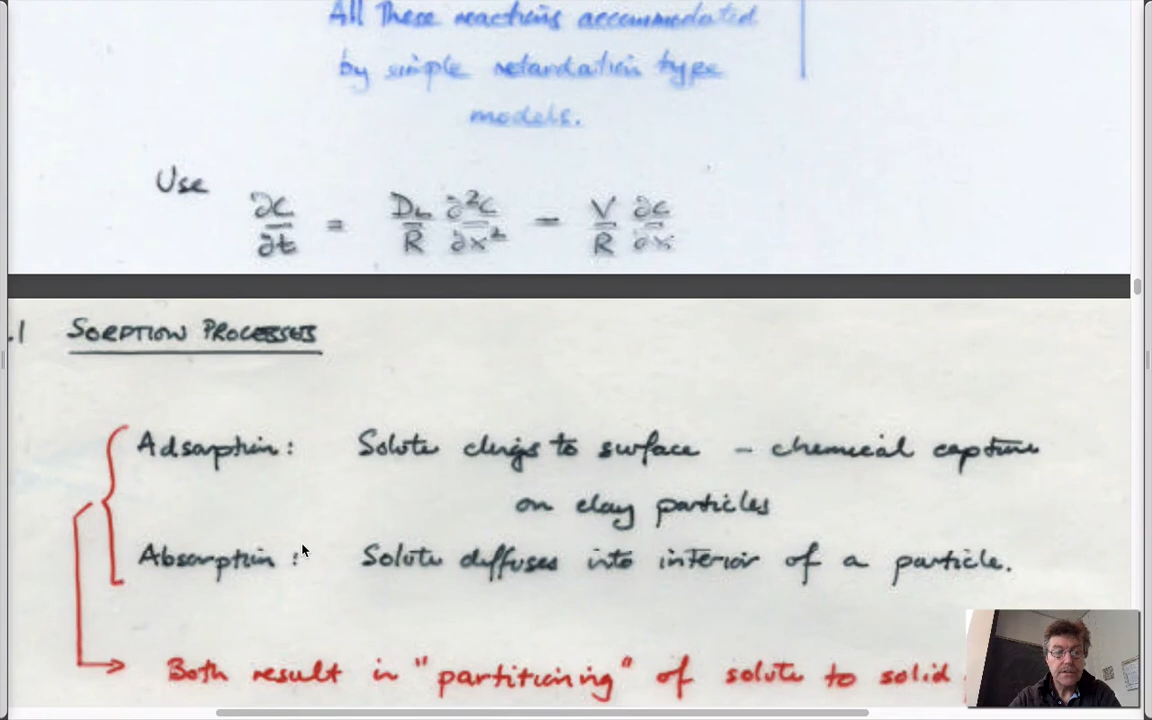 All These reactions accommodated
by simple retardation type
models.
Use ∂C/∂t = D_L/R ∂²C/∂x² - V/R ∂C/∂x
.1 SORPTION PROCESSES
Adsorption: Solute clings to surface - chemical capture
on clay particles
Absorption: Solute diffuses into interior of a particle.
Both result in "partitioning" of solute to solid